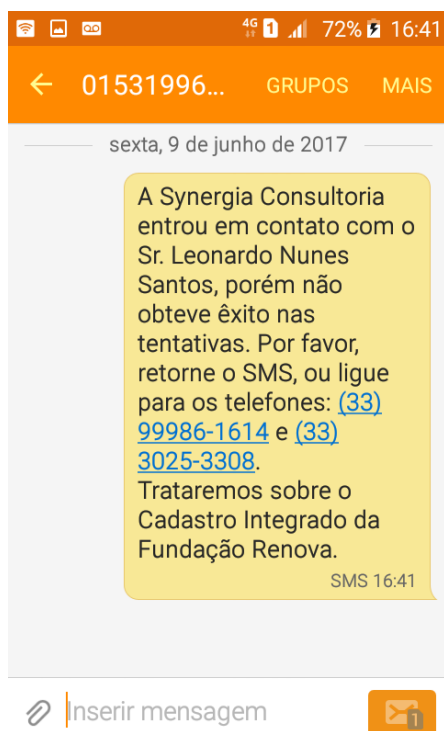 4G 1 72% 16:41
01531996... GRUPOS MAIS
sexta, 9 de junho de 2017
A Synergia Consultoria
entrou em contato com o
Sr. Leonardo Nunes
Santos, porém não
obteve êxito nas
tentativas. Por favor,
retorne o SMS, ou ligue
para os telefones: (33)
99986-1614 e (33)
3025-3308.
Trataremos sobre o
Cadastro Integrado da
Fundação Renova.
SMS 16:41
Inserir mensagem
1